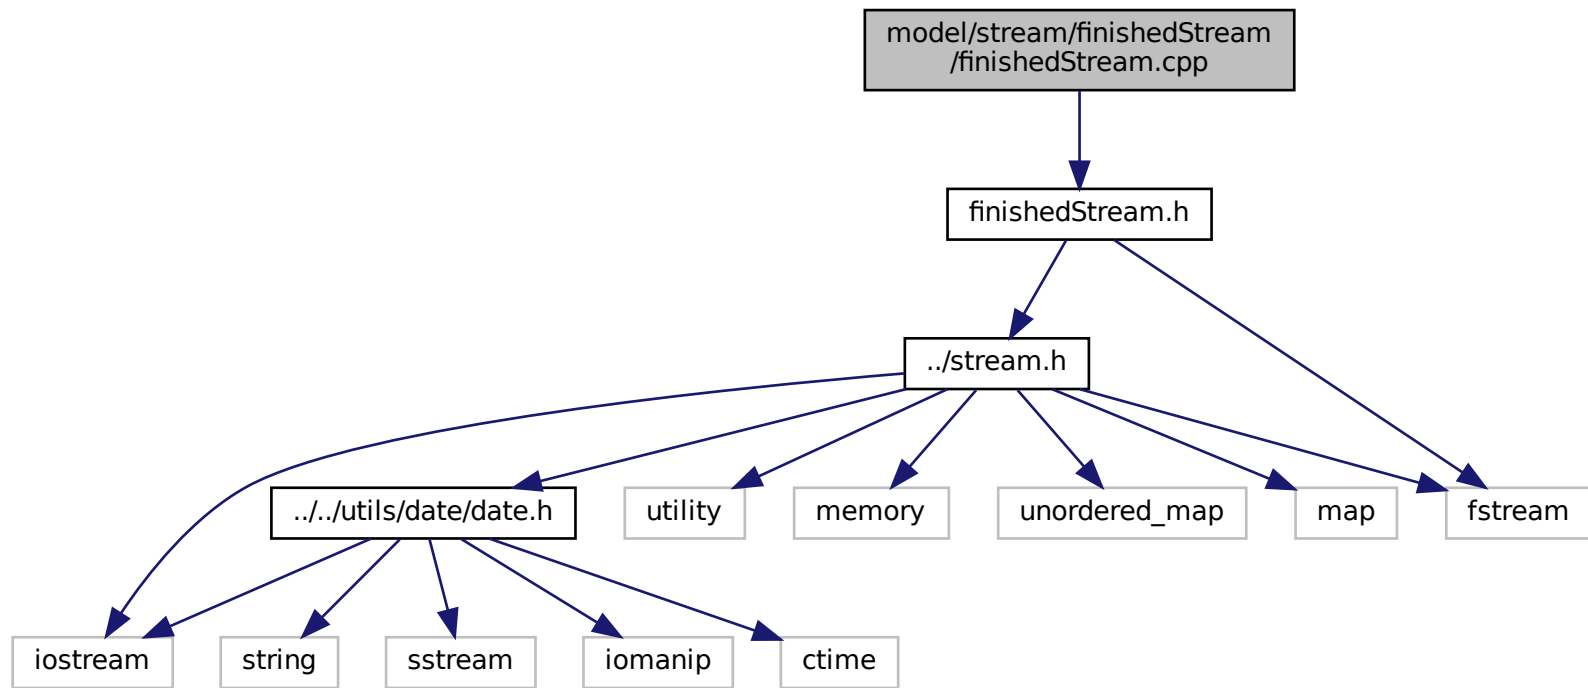 model/stream/finishedStream
/finishedStream.cpp
finishedStream.h
../stream.h
../../utils/date/date.h
utility
memory
unordered_map
map
fstream
iostream
string
sstream
iomanip
ctime